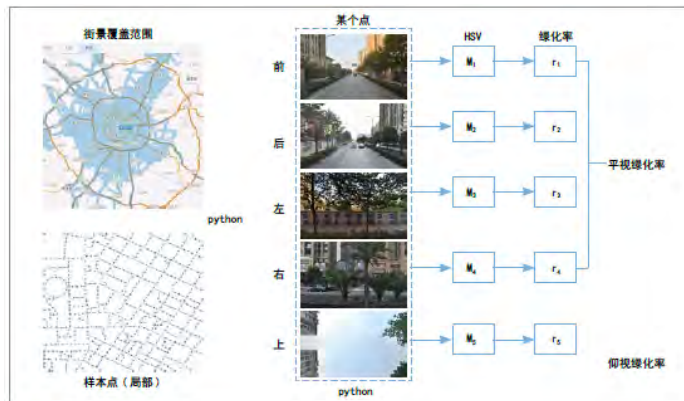 街景覆盖范围
python
样本点（局部）
某个点
HSV
绿化率
前
M₁
r₁
后
M₂
r₂
平视绿化率
左
M₃
r₃
右
M₄
r₄
上
M₅
r₅
仰视绿化率
python